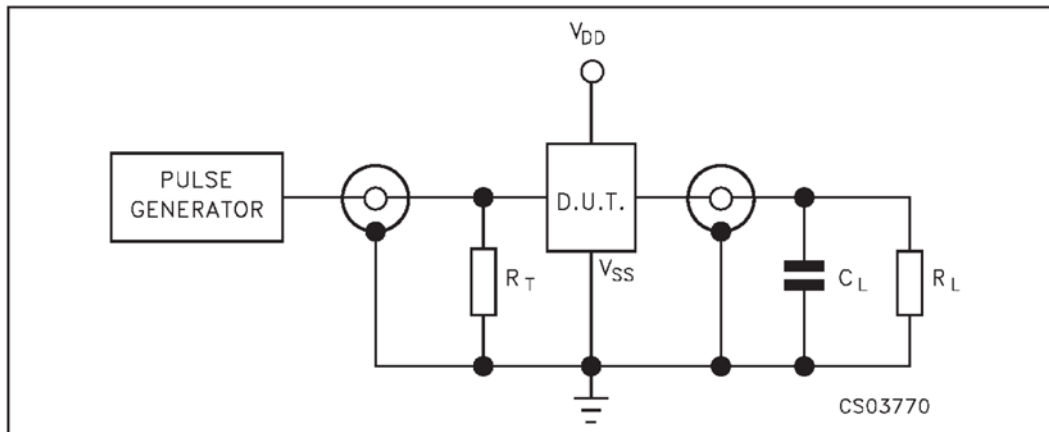 VDD
PULSE
GENERATOR
D.U.T.
VSS
RT
CL
RL
CS03770